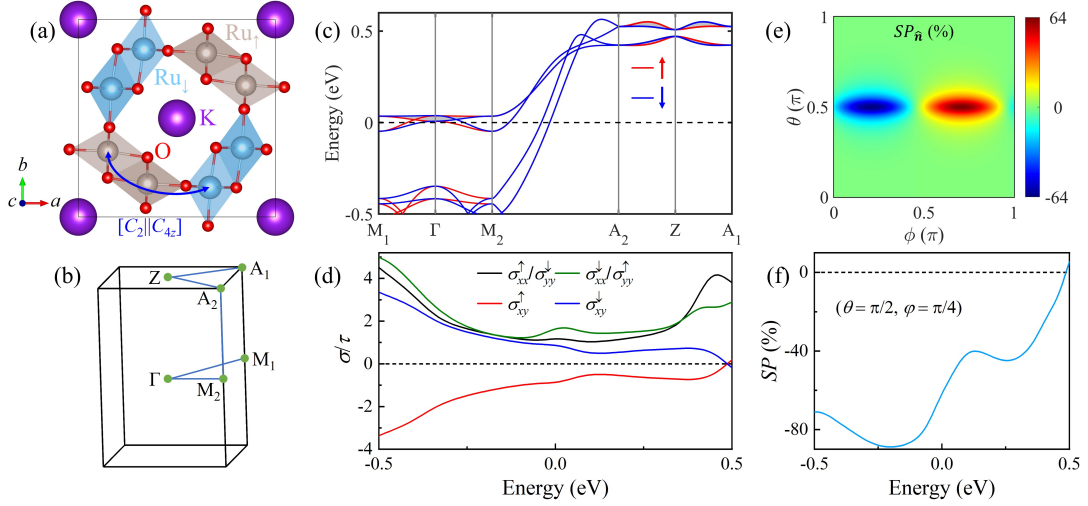 (a)
Ru↑
Ru↓
K
O
b
c
a
[C₂||C₄z]
(b)
Z
A₁
A₂
Γ
M₁
M₂
(c)
Energy (eV)
0.5
0
-0.5
M₁ Γ M₂ A₂ Z A₁
(d)
σ/τ
4
2
0
-2
-4
σ↑xx/σ↓yy
σ↓xx/σ↑yy
σ↑xy
σ↓xy
-0.5 0.0 0.5
Energy (eV)
(e)
SPn̂ (%)
θ (π)
1
0.5
0
0 0.5 1
ϕ (π)
64
0
-64
(f)
(θ = π/2, φ = π/4)
SP (%)
0
-40
-80
-0.5 0.0 0.5
Energy (eV)